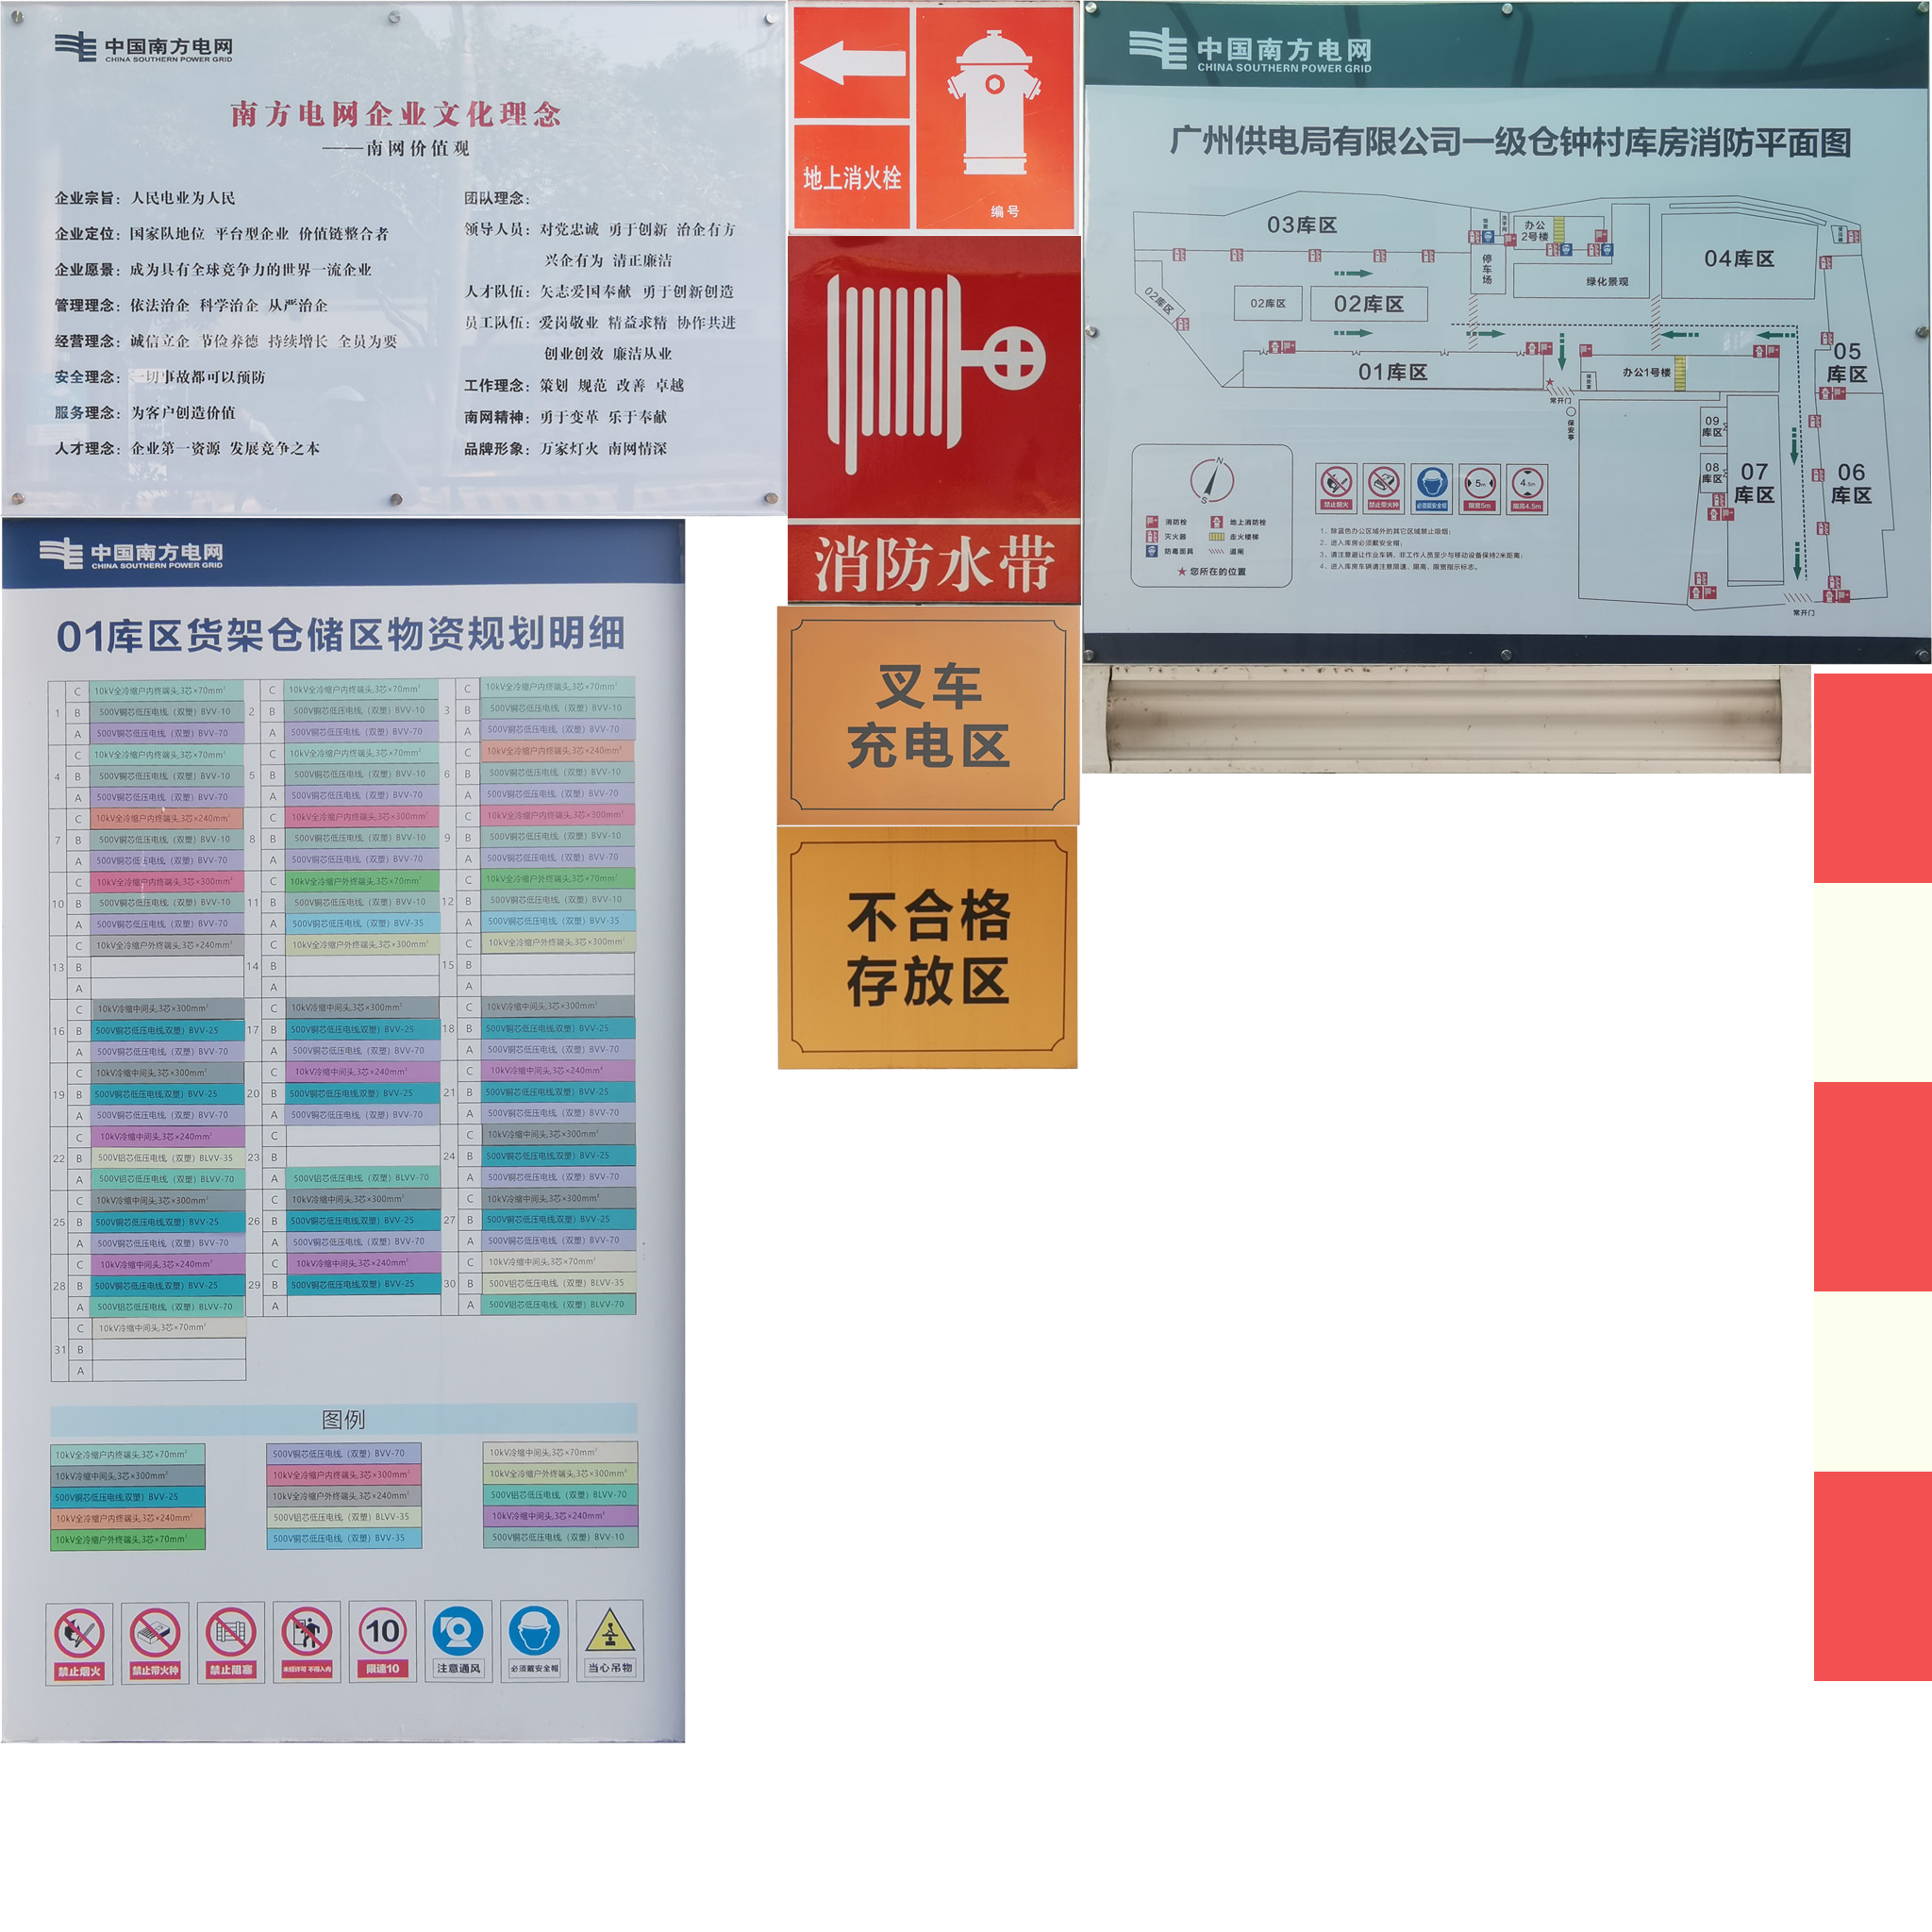 中国南方电网
CHINA SOUTHERN POWER GRID
南方电网企业文化理念
——南网价值观
企业宗旨：人民电业为人民
企业定位：国家队地位 平台型企业 价值链整合者
企业愿景：成为具有全球竞争力的世界一流企业
管理理念：依法治企 科学治企 从严治企
经营理念：诚信立企 节俭养德 持续增长 全员为要
安全理念：一切事故都可以预防
服务理念：为客户创造价值
人才理念：企业第一资源 发展竞争之本
团队理念：
领导人员：对党忠诚 勇于创新 治企有方
兴企有为 清正廉洁
人才队伍：矢志爱国奉献 勇于创新创造
员工队伍：爱岗敬业 精益求精 协作共进
创业创效 廉洁从业
工作理念：策划 规范 改善 卓越
南网精神：勇于变革 乐于奉献
品牌形象：万家灯火 南网情深
地上消火栓
编号
消防水带
叉车
充电区
不合格
存放区
中国南方电网
CHINA SOUTHERN POWER GRID
广州供电局有限公司一级仓钟村库房消防平面图
03库区
办公
2号楼
停车场
绿化景观
04库区
02库区
02库区
02库区
01库区
保安室
办公1号楼
05
库区
常开门
保安亭
09
库区
08
库区
07
库区
06
库区
常开门
N
S
消防栓
地上消防栓
灭火器
走火楼梯
防毒面具
道闸
★您所在的位置
禁止烟火
禁止带火种
必须戴安全帽
5m
限宽5m
4.5m
限高4.5m
1、除蓝色办公区域外的其它区域禁止吸烟；
2、进入库房必须戴安全帽；
3、请注意避让作业车辆，非工作人员至少与移动设备保持2米距离；
4、进入库房车辆请注意限速、限高、限宽指示标志。
中国南方电网
CHINA SOUTHERN POWER GRID
01库区货架仓储区物资规划明细
1 C 10kV全冷缩户内终端头,3芯×70mm² 2 C 10kV全冷缩户内终端头,3芯×70mm² 3 C 10kV全冷缩户内终端头,3芯×70mm²
B 500V铜芯低压电线,（双塑）BVV-10 B 500V铜芯低压电线,（双塑）BVV-10 B 500V铜芯低压电线,（双塑）BVV-10
A 500V铜芯低压电线,（双塑）BVV-70 A 500V铜芯低压电线,（双塑）BVV-70 A 500V铜芯低压电线,（双塑）BVV-70
4 C 10kV全冷缩户内终端头,3芯×70mm² 5 C 10kV全冷缩户内终端头,3芯×70mm² 6 C 10kV全冷缩户内终端头,3芯×240mm²
B 500V铜芯低压电线,（双塑）BVV-10 B 500V铜芯低压电线,（双塑）BVV-10 B 500V铜芯低压电线,（双塑）BVV-10
A 500V铜芯低压电线,（双塑）BVV-70 A 500V铜芯低压电线,（双塑）BVV-70 A 500V铜芯低压电线,（双塑）BVV-70
7 C 10kV全冷缩户内终端头,3芯×240mm² 8 C 10kV全冷缩户内终端头,3芯×300mm² 9 C 10kV全冷缩户内终端头,3芯×300mm²
B 500V铜芯低压电线,（双塑）BVV-10 B 500V铜芯低压电线,（双塑）BVV-10 B 500V铜芯低压电线,（双塑）BVV-10
A 500V铜芯低压电线,（双塑）BVV-70 A 500V铜芯低压电线,（双塑）BVV-70 A 500V铜芯低压电线,（双塑）BVV-70
10 C 10kV全冷缩户内终端头,3芯×300mm² 11 C 10kV全冷缩户外终端头,3芯×70mm² 12 C 10kV全冷缩户外终端头,3芯×70mm²
B 500V铜芯低压电线,（双塑）BVV-10 B 500V铜芯低压电线,（双塑）BVV-10 B 500V铜芯低压电线,（双塑）BVV-10
A 500V铜芯低压电线,（双塑）BVV-70 A 500V铜芯低压电线,（双塑）BVV-35 A 500V铜芯低压电线,（双塑）BVV-35
13 C 10kV全冷缩户外终端头,3芯×240mm² 14 C 10kV全冷缩户外终端头,3芯×300mm² 15 C 10kV全冷缩户外终端头,3芯×300mm²
B B B
A A A
16 C 10kV冷缩中间头,3芯×300mm² 17 C 10kV冷缩中间头,3芯×300mm² 18 C 10kV冷缩中间头,3芯×300mm²
B 500V铜芯低压电线,双塑）BVV-25 B 500V铜芯低压电线,双塑）BVV-25 B 500V铜芯低压电线,双塑）BVV-25
A 500V铜芯低压电线,（双塑）BVV-70 A 500V铜芯低压电线,（双塑）BVV-70 A 500V铜芯低压电线,（双塑）BVV-70
19 C 10kV冷缩中间头,3芯×300mm² 20 C 10kV冷缩中间头,3芯×240mm² 21 C 10kV冷缩中间头,3芯×240mm²
B 500V铜芯低压电线,双塑）BVV-25 B 500V铜芯低压电线,双塑）BVV-25 B 500V铜芯低压电线,双塑）BVV-25
A 500V铜芯低压电线,（双塑）BVV-70 A 500V铜芯低压电线,（双塑）BVV-70 A 500V铜芯低压电线,（双塑）BVV-70
22 C 10kV冷缩中间头,3芯×240mm² 23 C 24 C 10kV冷缩中间头,3芯×300mm²
B 500V铝芯低压电线,（双塑）BLVV-35 B B 500V铜芯低压电线,双塑）BVV-25
A 500V铝芯低压电线,（双塑）BLVV-70 A 500V铝芯低压电线,（双塑）BLVV-70 A 500V铜芯低压电线,（双塑）BVV-70
25 C 10kV冷缩中间头,3芯×300mm² 26 C 10kV冷缩中间头,3芯×300mm² 27 C 10kV冷缩中间头,3芯×300mm²
B 500V铜芯低压电线,双塑）BVV-25 B 500V铜芯低压电线,双塑）BVV-25 B 500V铜芯低压电线,双塑）BVV-25
A 500V铜芯低压电线,（双塑）BVV-70 A 500V铜芯低压电线,（双塑）BVV-70 A 500V铜芯低压电线,（双塑）BVV-70
28 C 10kV冷缩中间头,3芯×240mm² 29 C 10kV冷缩中间头,3芯×240mm² 30 C 10kV冷缩中间头,3芯×70mm²
B 500V铜芯低压电线,双塑）BVV-25 B 500V铜芯低压电线,双塑）BVV-25 B 500V铝芯低压电线,（双塑）BLVV-35
A 500V铝芯低压电线,（双塑）BLVV-70 A A 500V铝芯低压电线,（双塑）BLVV-70
31 C 10kV冷缩中间头,3芯×70mm²
B
A
图例
10kV全冷缩户内终端头,3芯×70mm² 500V铜芯低压电线,（双塑）BVV-70 10kV冷缩中间头,3芯×70mm²
10kV冷缩中间头,3芯×300mm² 10kV全冷缩户内终端头,3芯×300mm² 10kV全冷缩户外终端头,3芯×300mm²
500V铜芯低压电线,双塑）BVV-25 10kV全冷缩户外终端头,3芯×240mm² 500V铝芯低压电线,（双塑）BLVV-70
10kV全冷缩户内终端头,3芯×240mm² 500V铝芯低压电线,（双塑）BLVV-35 10kV冷缩中间头,3芯×240mm²
10kV全冷缩户外终端头,3芯×70mm² 500V铜芯低压电线,（双塑）BVV-35 500V铜芯低压电线,（双塑）BVV-10
10
禁止烟火 禁止带火种 禁止阻塞 未经许可 不得入内 限速10 注意通风 必须戴安全帽 当心吊物